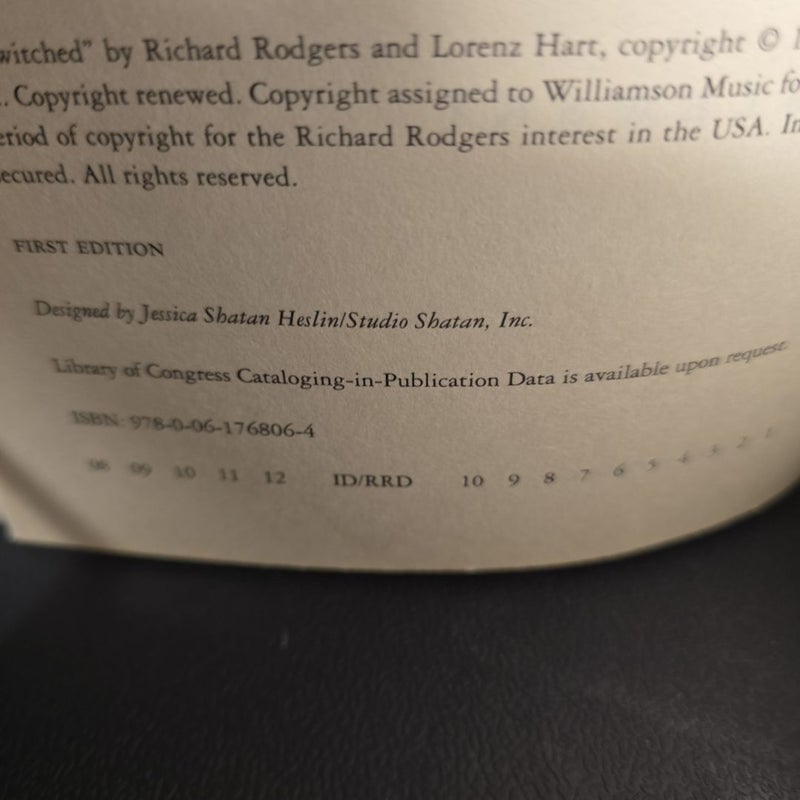 witched” by Richard Rodgers and Lorenz Hart, copyright ©
. Copyright renewed. Copyright assigned to Williamson Music fo
eriod of copyright for the Richard Rodgers interest in the USA. In
ecured. All rights reserved.
FIRST EDITION
Designed by Jessica Shatan Heslin/Studio Shatan, Inc.
Library of Congress Cataloging-in-Publication Data is available upon request.
ISBN: 978-0-06-176806-4
08 09 10 11 12 ID/RRD 10 9 8 7 6 5 4 3 2 1